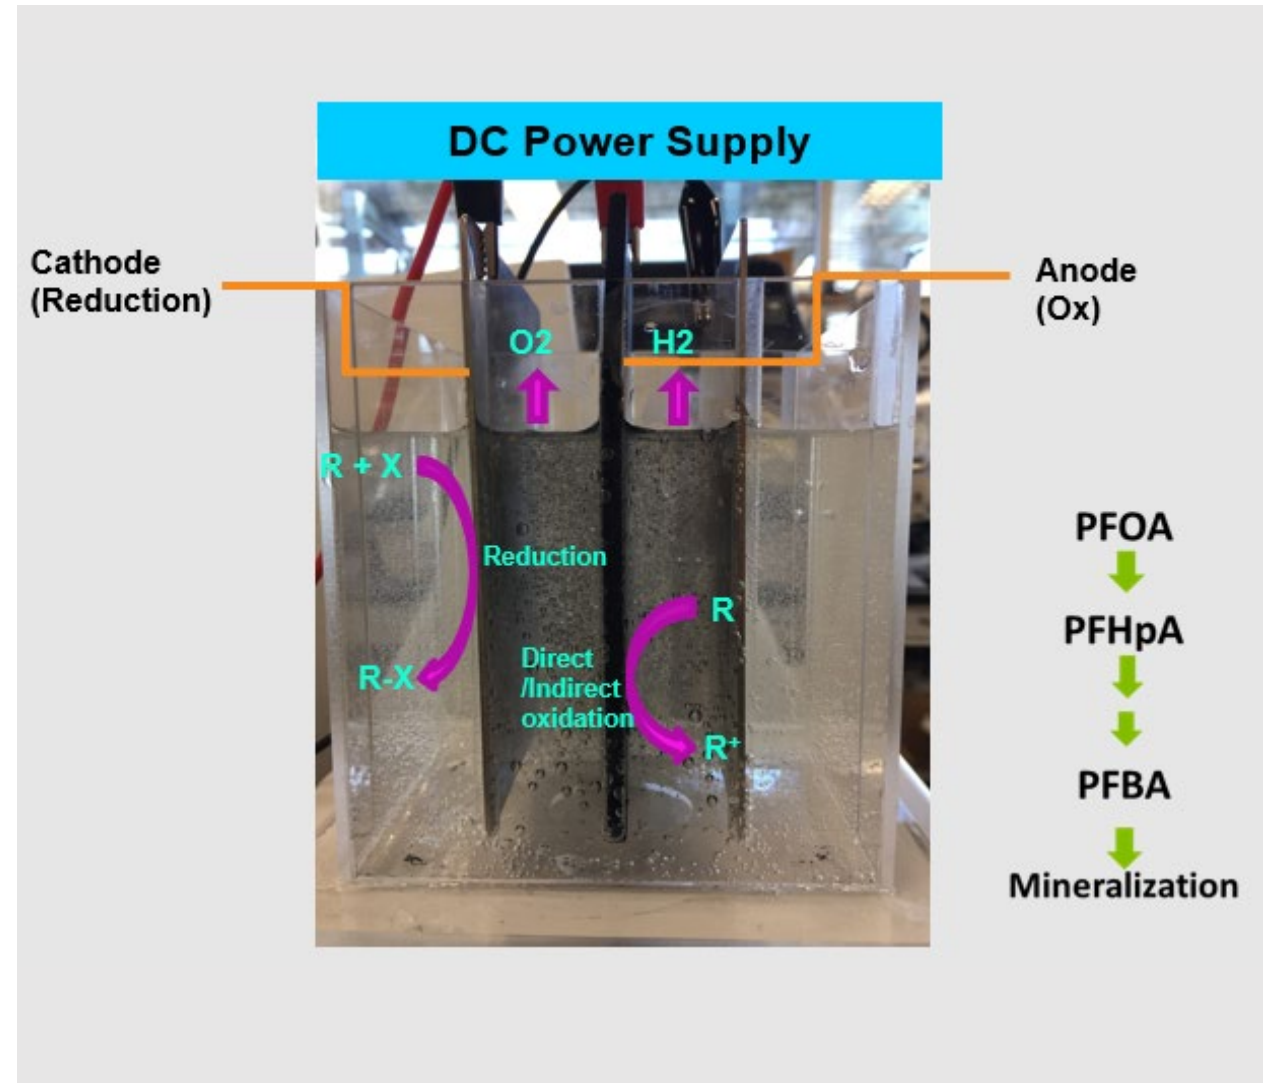 DC Power Supply
Cathode
(Reduction)
Anode
(Ox)
O2
H2
R + X
Reduction
R
Direct
/Indirect
oxidation
R-X
R⁺
PFOA
PFHpA
PFBA
Mineralization